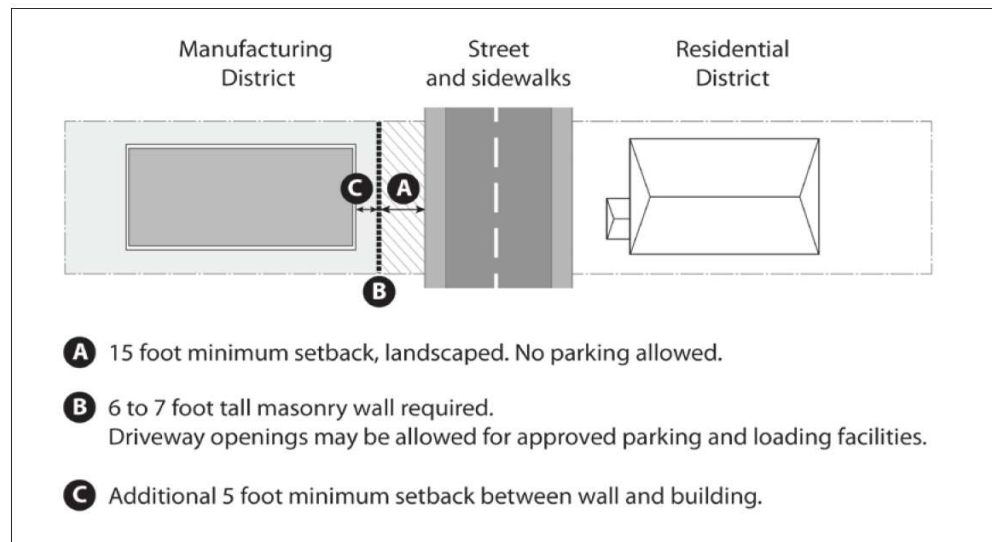 Manufacturing
District
Street
and sidewalks
Residential
District
C
A
B
A 15 foot minimum setback, landscaped. No parking allowed.
B 6 to 7 foot tall masonry wall required.
Driveway openings may be allowed for approved parking and loading facilities.
C Additional 5 foot minimum setback between wall and building.